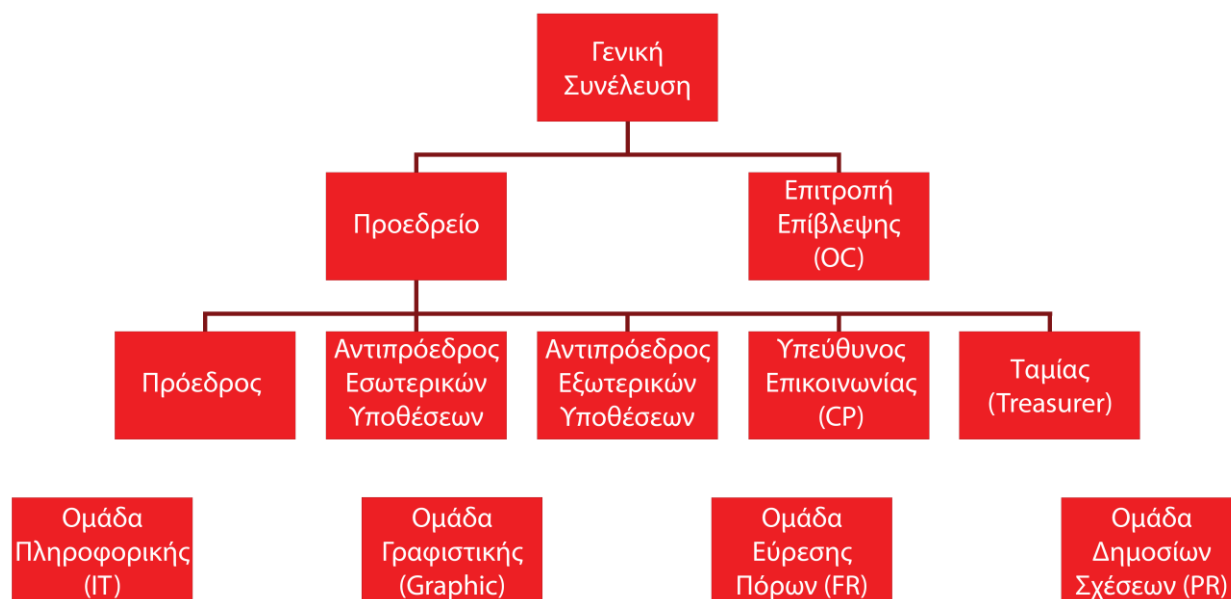 Γενική
Συνέλευση
Προεδρείο
Επιτροπή
Επίβλεψης
(OC)
Πρόεδρος
Αντιπρόεδρος
Εσωτερικών
Υποθέσεων
Αντιπρόεδρος
Εξωτερικών
Υποθέσεων
Υπεύθυνος
Επικοινωνίας
(CP)
Ταμίας
(Treasurer)
Ομάδα
Πληροφορικής
(IT)
Ομάδα
Γραφιστικής
(Graphic)
Ομάδα
Εύρεσης
Πόρων (FR)
Ομάδα
Δημοσίων
Σχέσεων (PR)